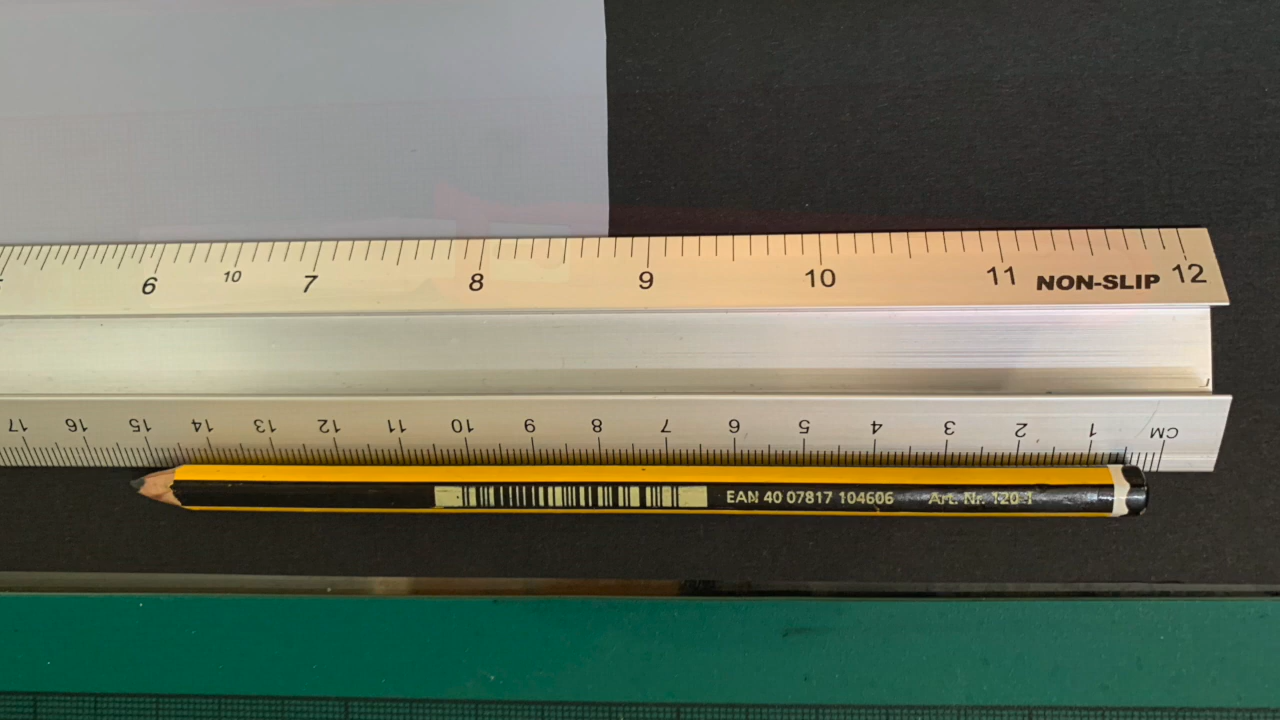 6 10 7 8 9 10 11 NON-SLIP 12
17 16 15 14 13 12 11 10 9 8 7 6 5 4 3 2 1 CM
EAN 40 07817 104606 Art. Nr. 120-1